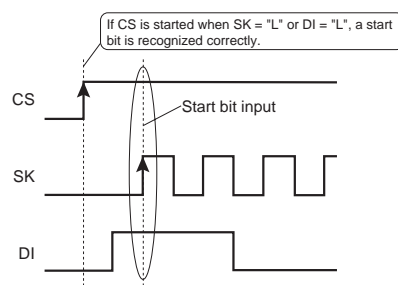 If CS is started when SK = "L" or DI = "L", a start
bit is recognized correctly.
CS
Start bit input
SK
DI